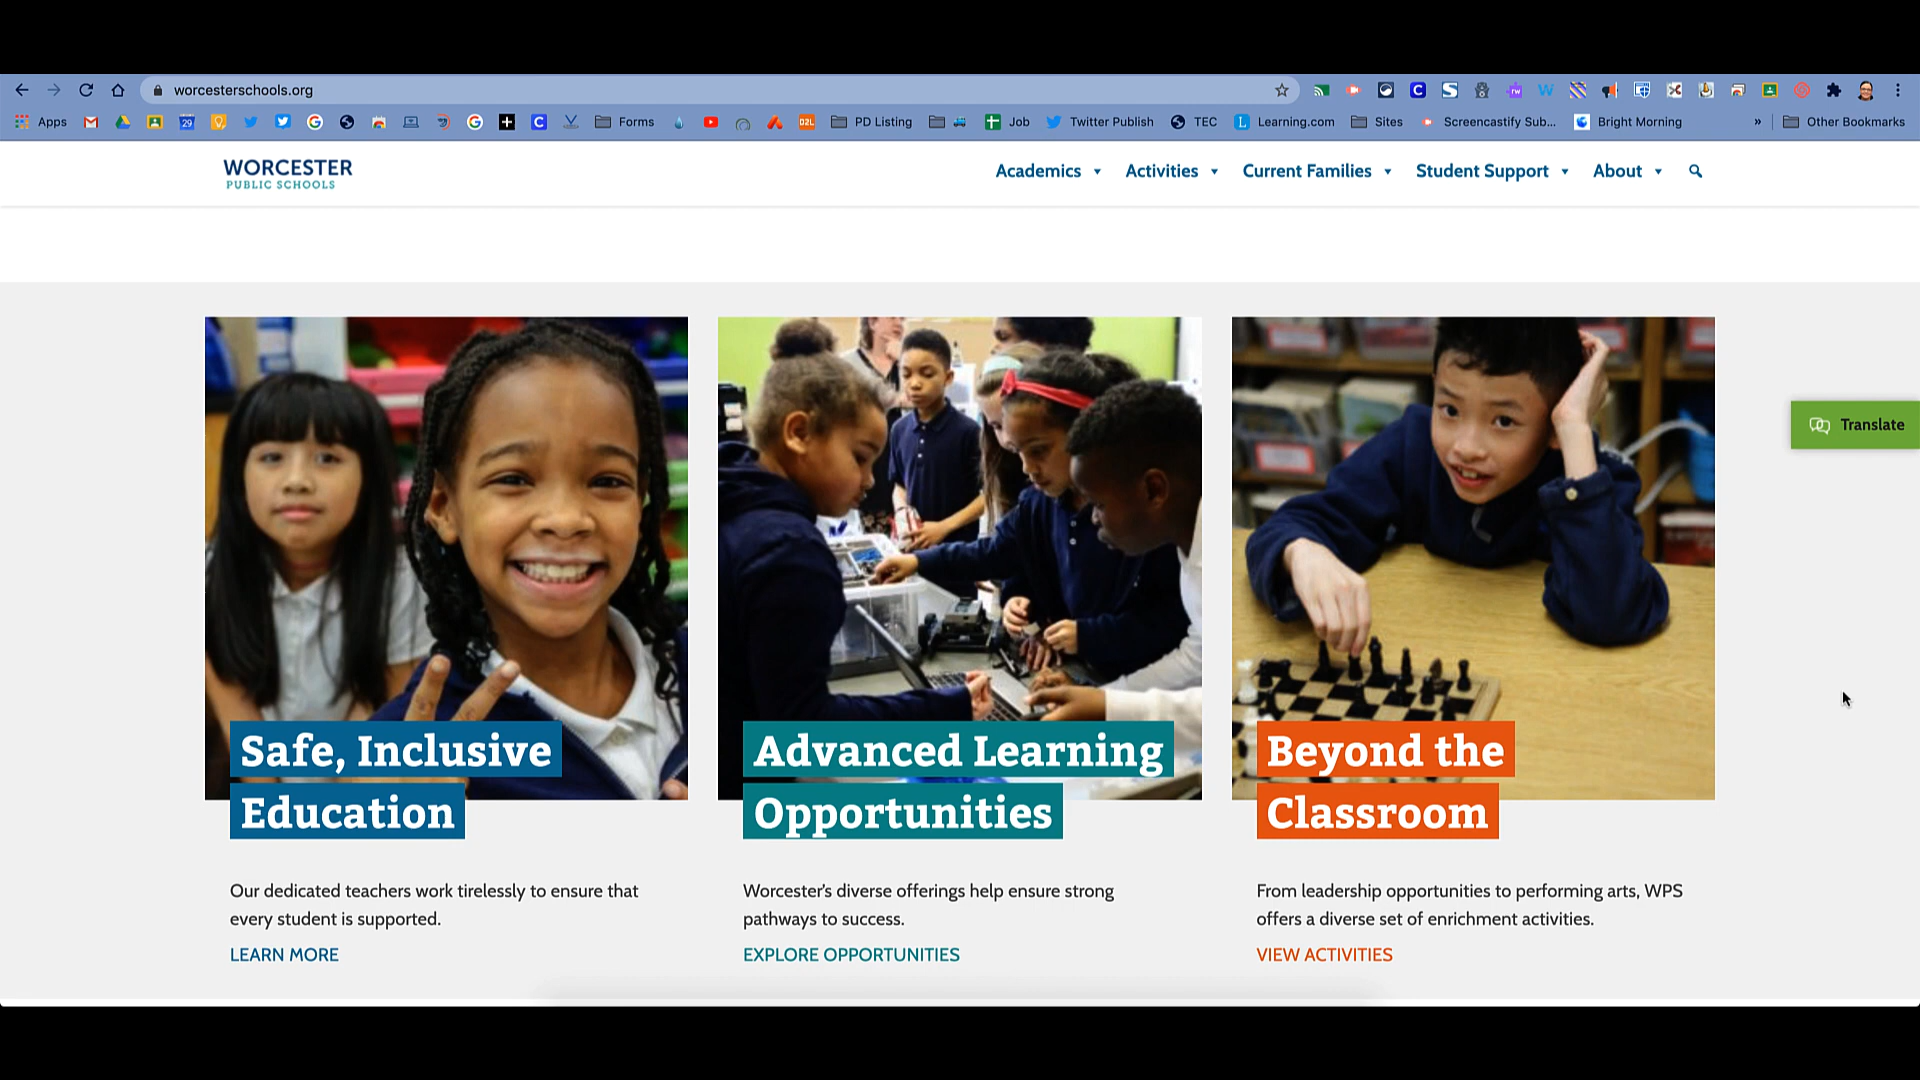 worcesterschools.org
Apps
29
D2L
Forms
PD Listing
Job
Twitter Publish
TEC
Learning.com
Sites
Screencastify Sub...
Bright Morning
»
Other Bookmarks
WORCESTER
PUBLIC SCHOOLS
Academics
Activities
Current Families
Student Support
About
Translate
Safe, Inclusive
Education
Our dedicated teachers work tirelessly to ensure that
every student is supported.
LEARN MORE
Advanced Learning
Opportunities
Worcester's diverse offerings help ensure strong
pathways to success.
EXPLORE OPPORTUNITIES
Beyond the
Classroom
From leadership opportunities to performing arts, WPS
offers a diverse set of enrichment activities.
VIEW ACTIVITIES